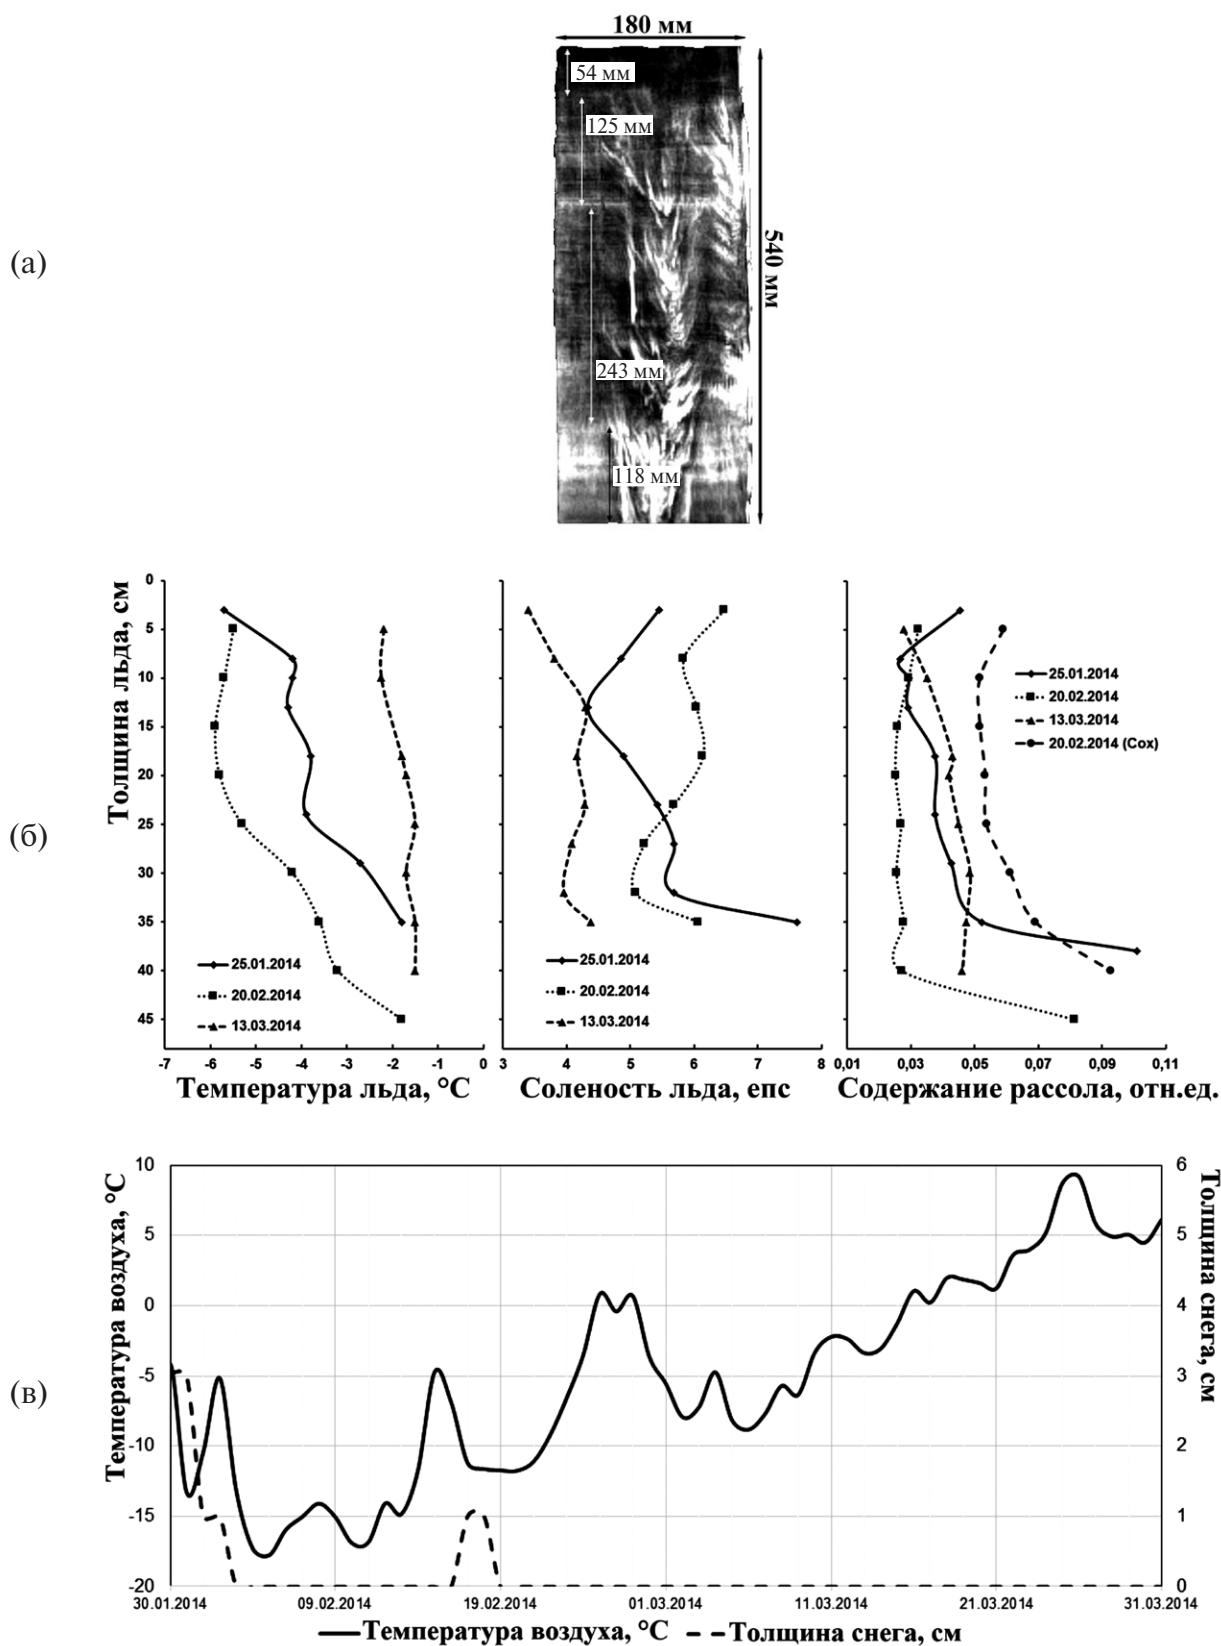 180 мм
54 мм
125 мм
540 мм
(а)
243 мм
118 мм
Толщина льда, см
0
5
10
15
20
25
30
35
40
45
(б)
25.01.2014
20.02.2014
13.03.2014
-7 -6 -5 -4 -3 -2 -1 0
Температура льда, °C
25.01.2014
20.02.2014
13.03.2014
3 4 5 6 7 8
Соленость льда, епс
25.01.2014
20.02.2014
13.03.2014
20.02.2014 (Cox)
0,01 0,03 0,05 0,07 0,09 0,11
Содержание рассола, отн.ед.
(в)
Температура воздуха, °C
10
5
0
-5
-10
-15
-20
6
5
4
3
2
1
0
Толщина снега, см
30.01.2014 09.02.2014 19.02.2014 01.03.2014 11.03.2014 21.03.2014 31.03.2014
Температура воздуха, °C Толщина снега, см